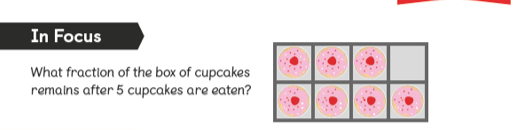 In Focus
What fraction of the box of cupcakes
remains after 5 cupcakes are eaten?